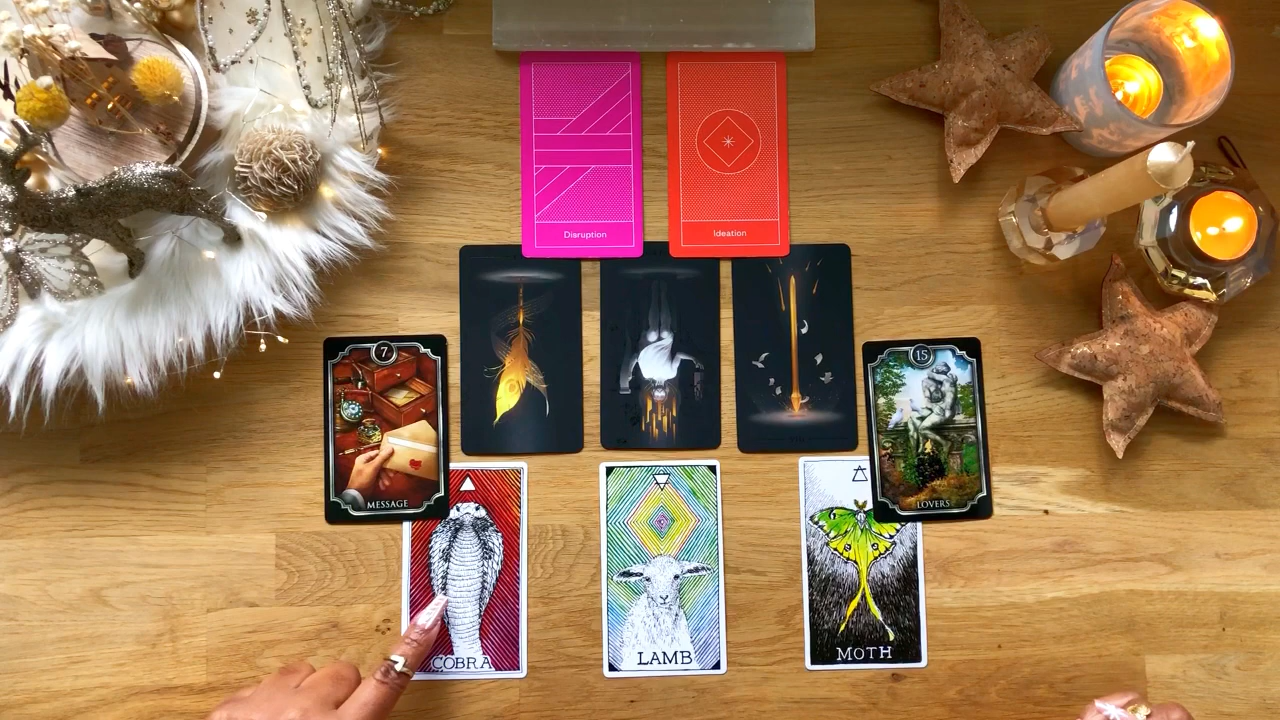 Disruption
Ideation
7
MESSAGE
15
LOVERS
COBRA
LAMB
MOTH